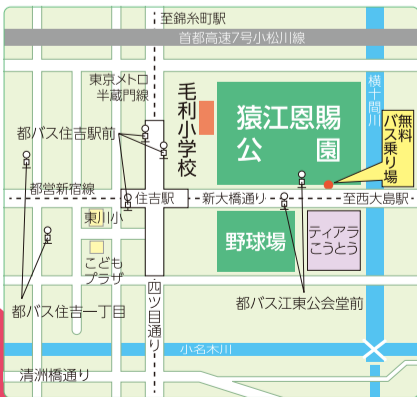 至錦糸町駅
首都高速7号小松川線
東京メトロ
半蔵門線
毛利小学校
猿江恩賜
公園
横十間川
無料
バス乗り場
都バス住吉駅前
都営新宿線
住吉駅
新大橋通り
至西大島駅
東川小
野球場
ティアラ
こうとう
こども
プラザ
四ツ目通り
都バス江東公会堂前
都バス住吉一丁目
小名木川
清洲橋通り